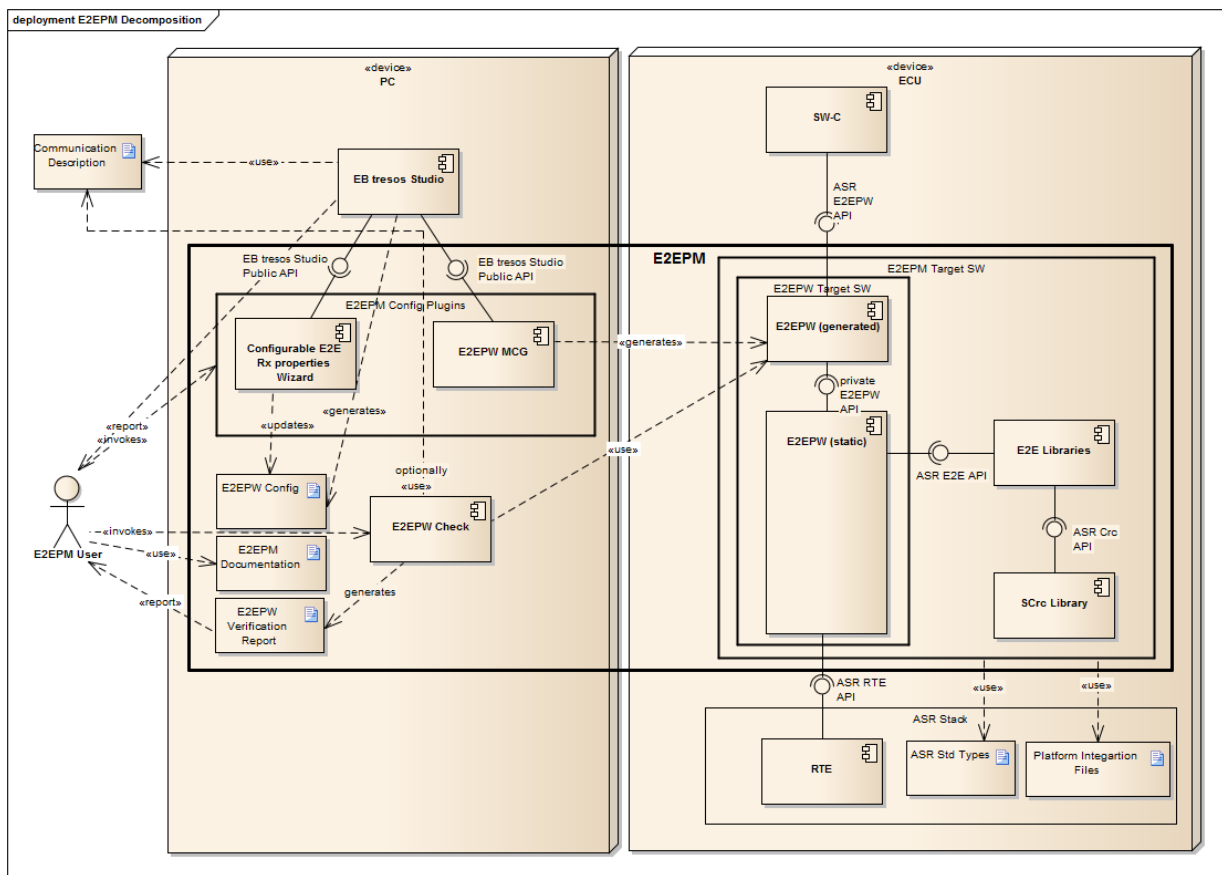 deployment E2EPM Decomposition
«device»
PC
«device»
ECU
Communication
Description
«use»
EB tresos Studio
SW-C
ASR
E2EPW
API
EB tresos Studio
Public API
EB tresos Studio
Public API
E2EPM
E2EPM Target SW
E2EPW Target SW
E2EPM Config Plugins
Configurable E2E
Rx properties
Wizard
E2EPW MCG
«generates»
E2EPW (generated)
private
E2EPW
API
«generates»
«updates»
«report»
«invokes»
E2EPW (static)
«use»
E2E Libraries
ASR E2E API
optionally
«use»
E2EPW Config
E2EPW Check
«invokes»
E2EPM User
«use»
E2EPM
Documentation
ASR Crc
API
generates
«report»
E2EPW
Verification
Report
SCrc Library
ASR RTE
API
«use»
«use»
ASR Stack
RTE
ASR Std Types
Platform Integartion
Files